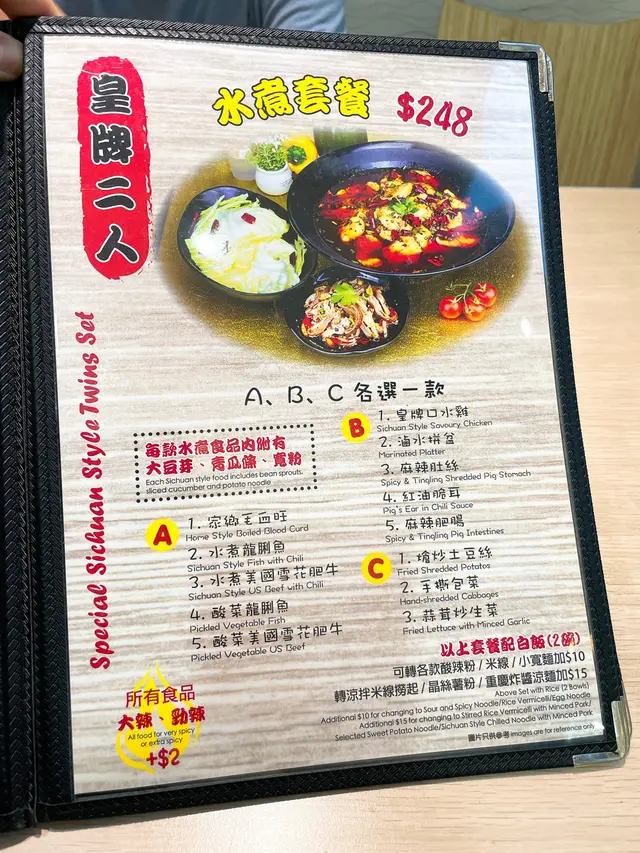 皇牌二人
水煮套餐 $248
Special Sichuan Style Twins Set
A、B、C 各選一款
每款水煮食品內附有
大豆芽、青瓜條、寬粉
Each Sichuan style food includes bean sprouts,
sliced cucumber and potato noodle
A
1. 家鄉毛血旺
Home Style Boiled Blood Curd
2. 水煮龍脷魚
Sichuan Style Fish with Chili
3. 水煮美國雪花肥牛
Sichuan Style US Beef with Chili
4. 酸菜龍脷魚
Pickled Vegetable Fish
5. 酸菜美國雪花肥牛
Pickled Vegetable US Beef
B
1. 皇牌口水雞
Sichuan Style Savoury Chicken
2. 滷水拼盆
Marinated Platter
3. 麻辣肚絲
Spicy & Tingling Shredded Pig Stomach
4. 紅油腩耳
Pig's Ear in Chili Sauce
5. 麻辣肥腸
Spicy & Tingling Pig Intestines
C
1. 熗炒土豆絲
Fried Shredded Potatos
2. 手撕包菜
Hand-shredded Cabbages
3. 蒜茸炒生菜
Fried Lettuce with Minced Garlic
以上套餐配白飯(2碗)
可轉各款酸辣粉/米線/小寬麵加$10
轉涼拌米線撈起/晶絲薯粉/重慶炸醬涼麵加$15
Above Set with Rice (2 Bowls)
Additional $10 for changing to Sour and Spicy Noodle/Rice Vermicelli/Egg Noodle
Additional $15 for changing to Stirred Rice Vermicelli with Minced Pork/
Selected Sweet Potato Noodle/Sichuan Style Chilled Noodle with Minced Pork
圖片只供參考 images are for reference only
所有食品
大辣、勁辣
All food for very spicy
or extra spicy
+$2